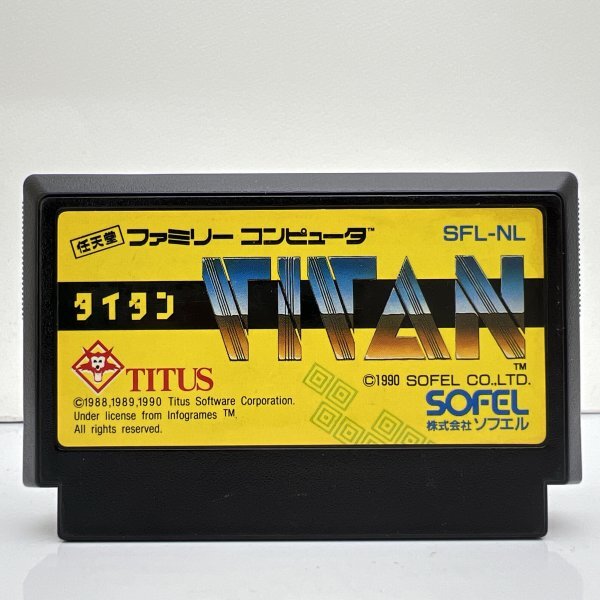 任天堂 ファミリー コンピュータ™ SFL-NL
タイタン TITAN™
TITUS
©1988,1989,1990 Titus Software Corporation.
Under license from Infogrames TM
All rights reserved.
©1990 SOFEL CO.,LTD.
SOFEL
株式会社 ソフエル